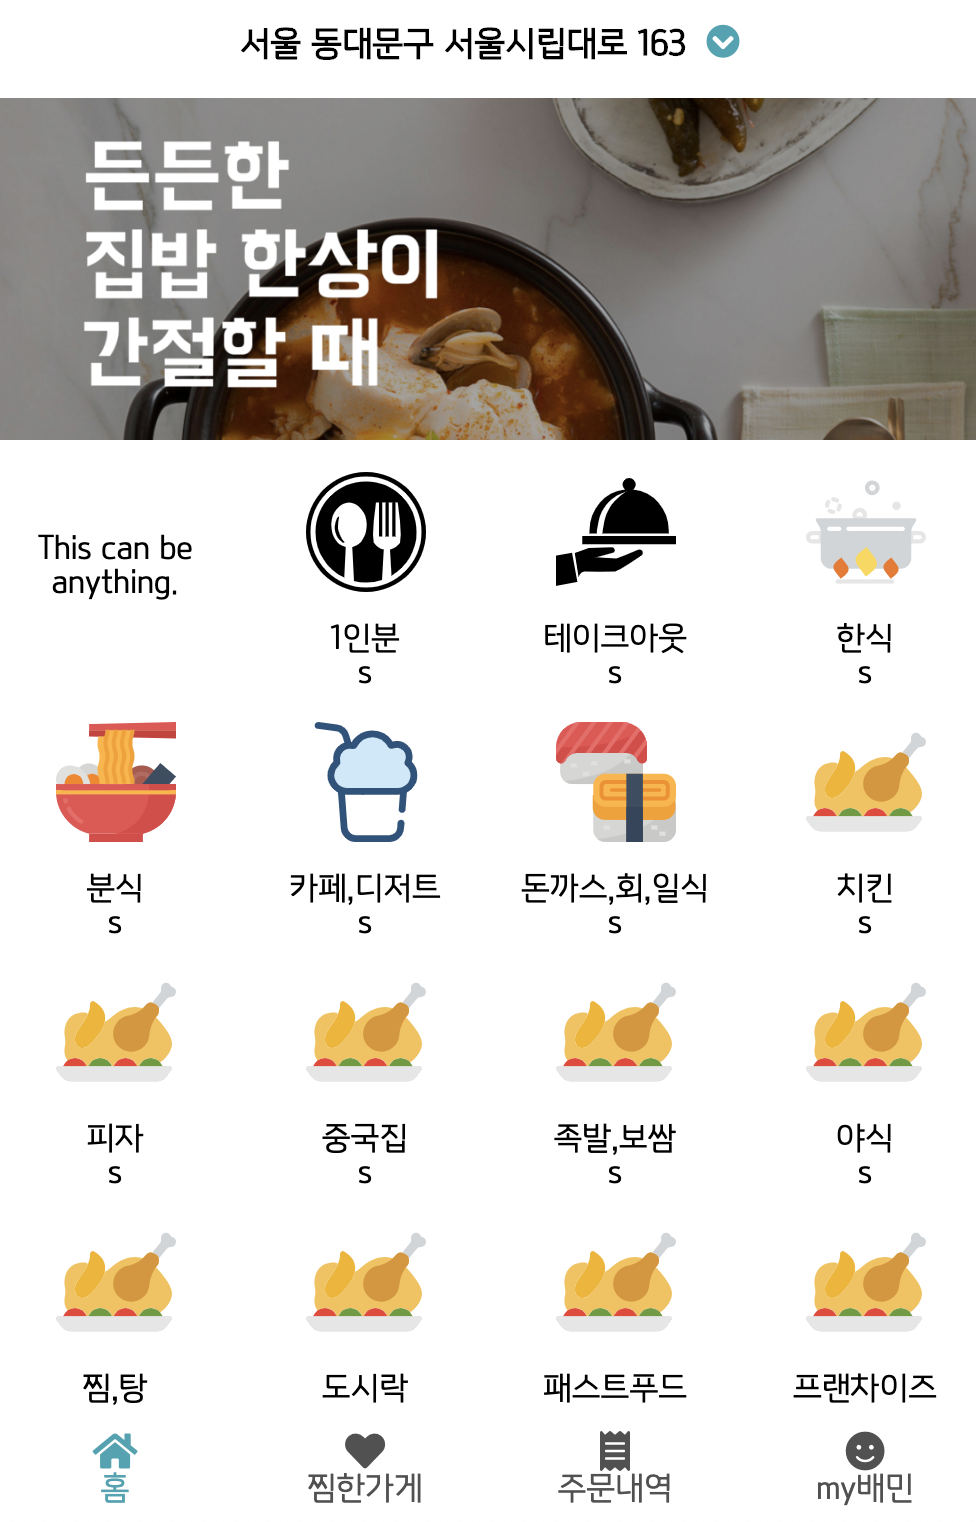 서울 동대문구 서울시립대로 163
든든한
집밥 한상이
간절할 때
This can be
anything.
1인분
s
테이크아웃
s
한식
s
분식
s
카페,디저트
s
돈까스,회,일식
s
치킨
s
피자
s
중국집
s
족발,보쌈
s
야식
s
찜,탕
도시락
패스트푸드
프랜차이즈
홈
찜한가게
주문내역
my배민